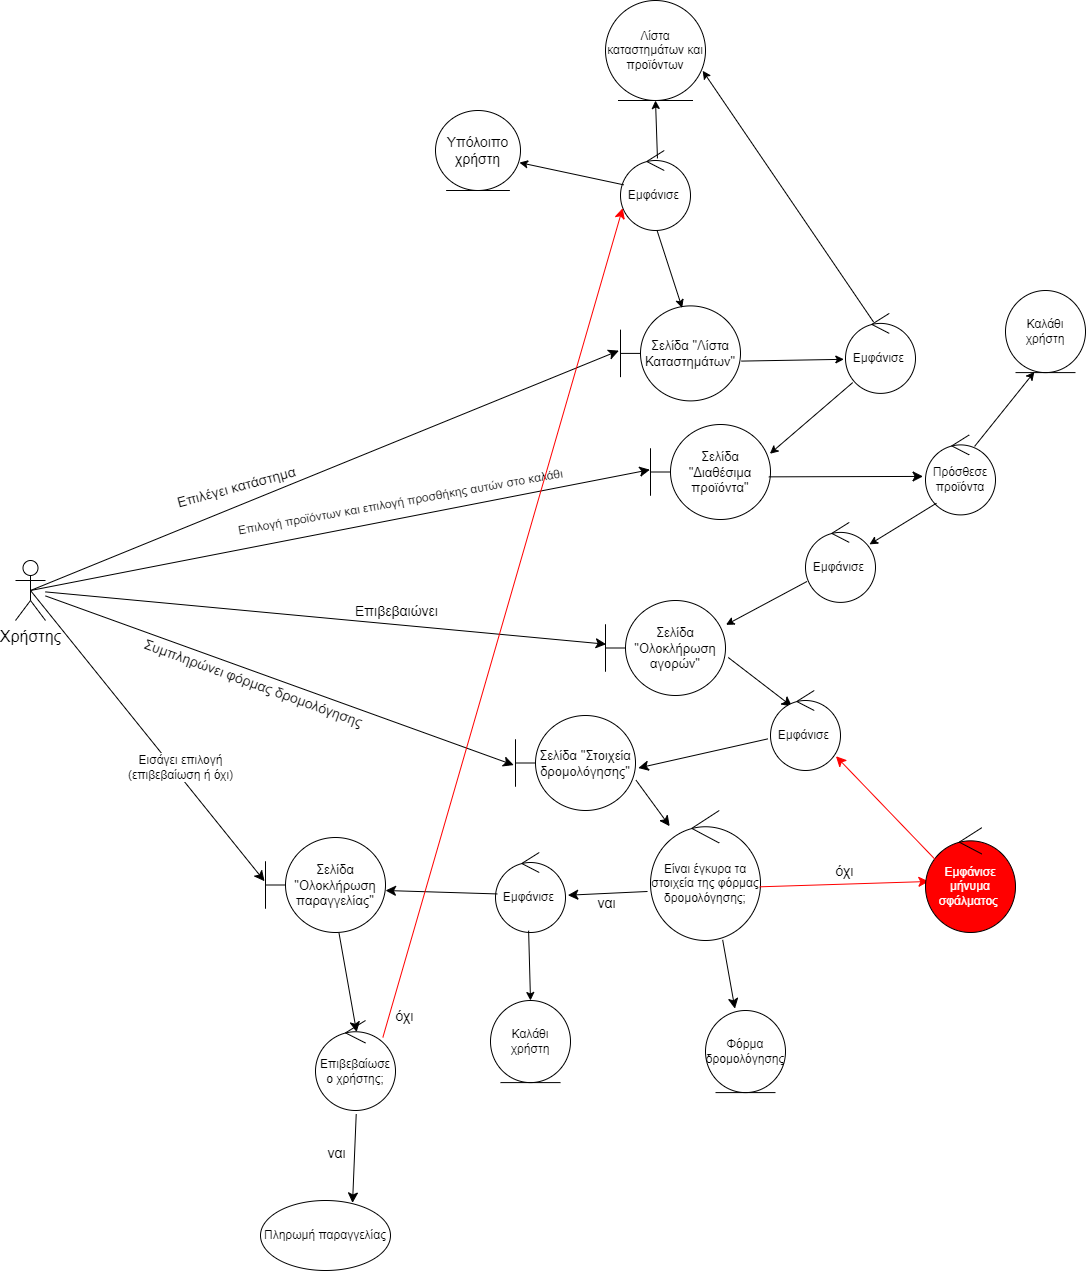 Λίστα
καταστημάτων και
προϊόντων
Υπόλοιπο
χρήστη
Εμφάνισε
Καλάθι
χρήστη
Σελίδα "Λίστα
Καταστημάτων"
Εμφάνισε
Επιλέγει κατάστημα
Σελίδα
"Διαθέσιμα
προϊόντα"
Πρόσθεσε
προϊόντα
Επιλογή προϊόντων και επιλογή προσθήκης αυτών στο καλάθι
Εμφάνισε
Χρήστης
Επιβεβαιώνει
Σελίδα
"Ολοκλήρωση
αγορών"
Συμπληρώνει φόρμας δρομολόγησης
Εμφάνισε
Σελίδα "Στοιχεία
δρομολόγησης"
Εισάγει επιλογή
(επιβεβαίωση ή όχι)
Σελίδα
"Ολοκλήρωση
παραγγελίας"
Εμφάνισε
ναι
Είναι έγκυρα τα
στοιχεία της φόρμας
δρομολόγησης;
όχι
Εμφάνισε
μήνυμα
σφάλματος
όχι
Καλάθι
χρήστη
Φόρμα
δρομολόγησης
Επιβεβαίωσε
ο χρήστης;
ναι
Πληρωμή παραγγελίας